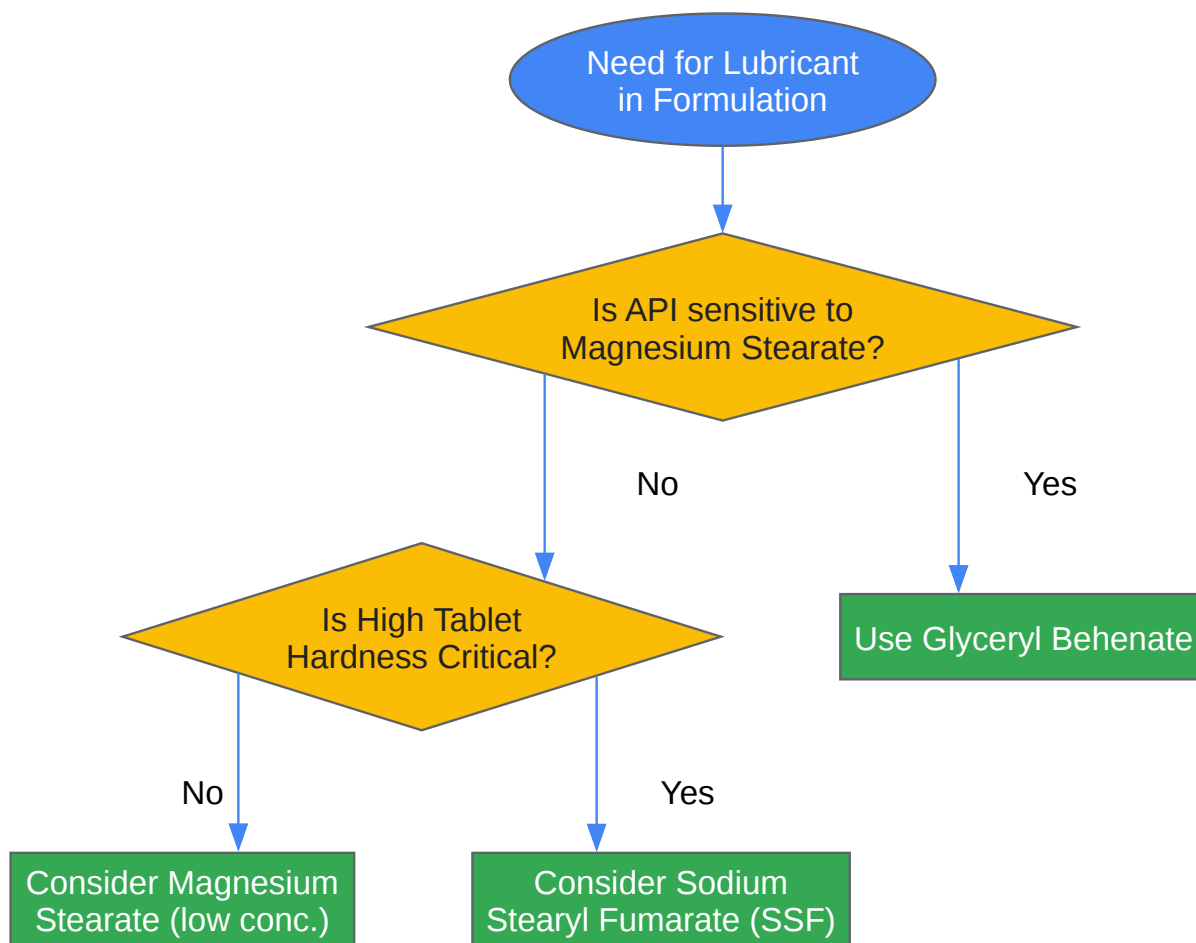 Need for Lubricant
in Formulation
Is API sensitive to
Magnesium Stearate?
No
Yes
Is High Tablet
Hardness Critical?
Use Glyceryl Behenate
No
Yes
Consider Magnesium
Stearate (low conc.)
Consider Sodium
Stearyl Fumarate (SSF)